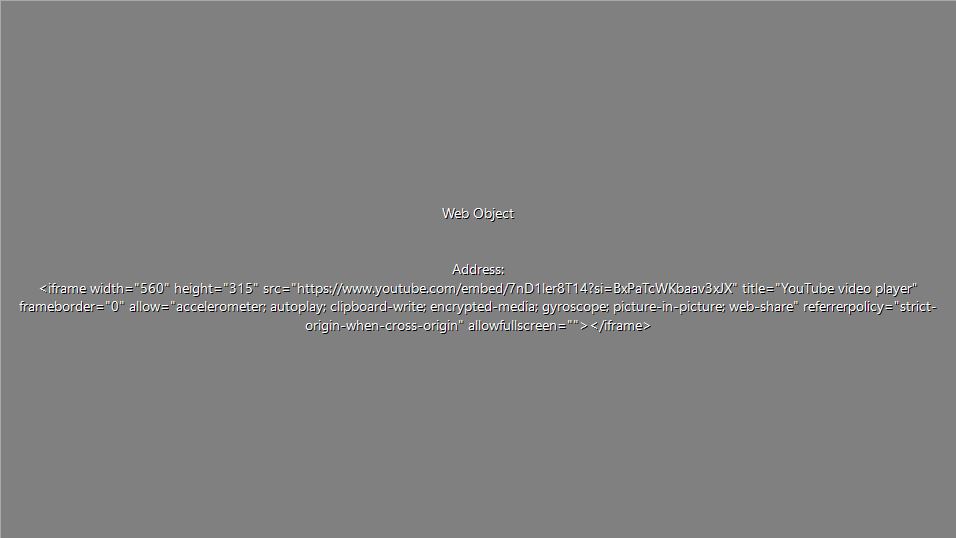 Web Object
Address:
<iframe width="560" height="315" src="https://www.youtube.com/embed/7nD1Ier8T14?si=BxPaTcWKbaav3xJX" title="YouTube video player"
frameborder="0" allow="accelerometer; autoplay; clipboard-write; encrypted-media; gyroscope; picture-in-picture; web-share" referrerpolicy="strict-
origin-when-cross-origin" allowfullscreen=""></iframe>